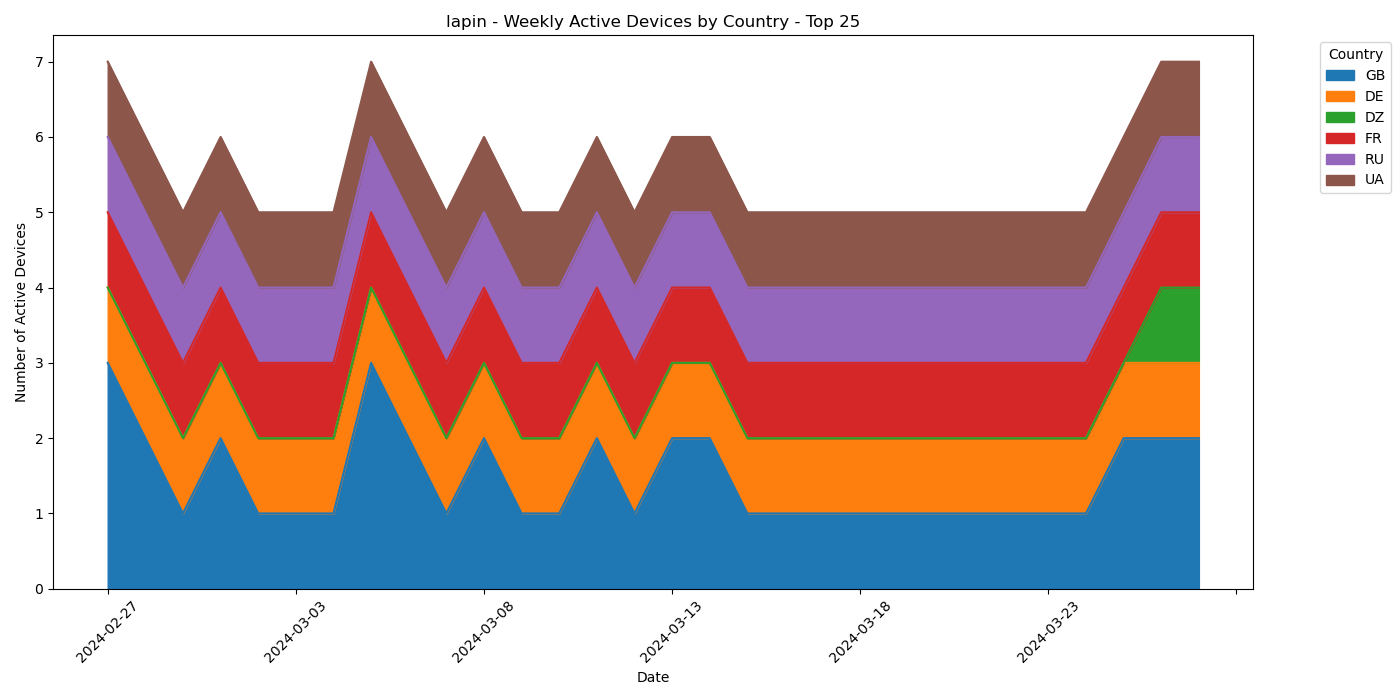 lapin - Weekly Active Devices by Country - Top 25
Country
GB
DE
DZ
FR
RU
UA
Number of Active Devices
7
6
5
4
3
2
1
0
2024-02-27
2024-03-03
2024-03-08
2024-03-13
2024-03-18
2024-03-23
Date